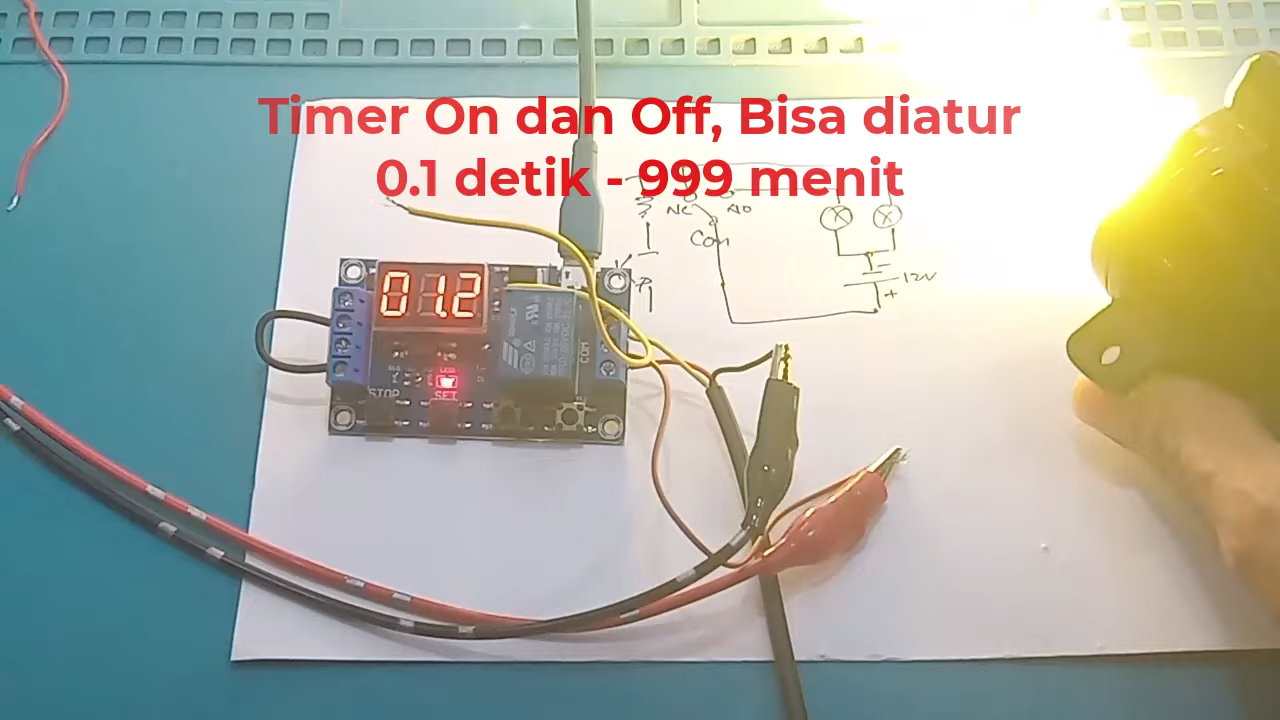 Timer On dan Off, Bisa diatur
0.1 detik - 999 menit
NC
NO
Com
12V
+
01.2
COM
STOP
SET